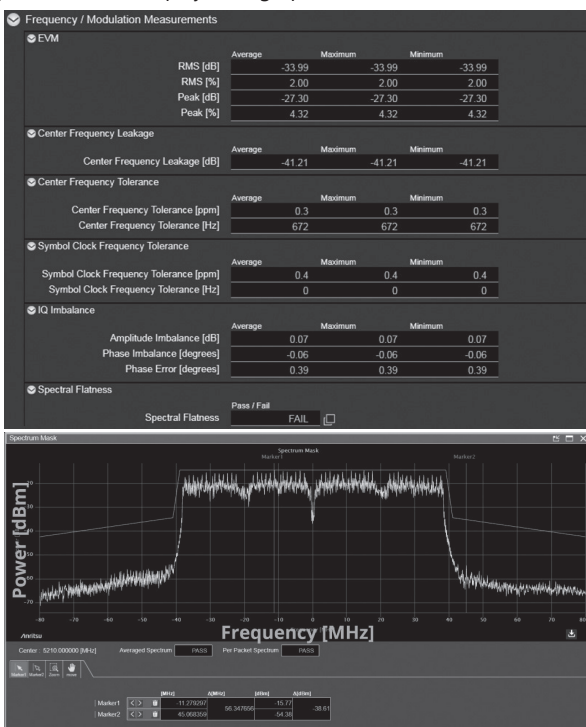 Frequency / Modulation Measurements
EVM
Average Maximum Minimum
RMS [dB] -33.99 -33.99 -33.99
RMS [%] 2.00 2.00 2.00
Peak [dB] -27.30 -27.30 -27.30
Peak [%] 4.32 4.32 4.32
Center Frequency Leakage
Average Maximum Minimum
Center Frequency Leakage [dB] -41.21 -41.21 -41.21
Center Frequency Tolerance
Average Maximum Minimum
Center Frequency Tolerance [ppm] 0.3 0.3 0.3
Center Frequency Tolerance [Hz] 672 672 672
Symbol Clock Frequency Tolerance
Average Maximum Minimum
Symbol Clock Frequency Tolerance [ppm] 0.4 0.4 0.4
Symbol Clock Frequency Tolerance [Hz] 0 0 0
IQ Imbalance
Average Maximum Minimum
Amplitude Imbalance [dB] 0.07 0.07 0.07
Phase Imbalance [degrees] -0.06 -0.06 -0.06
Phase Error [degrees] 0.39 0.39 0.39
Spectral Flatness
Pass / Fail
Spectral Flatness FAIL
Spectrum Mask
Spectrum Mask
Marker1 Marker2
Power [dBm]
-70
-80 -70 -60 -50 -40 -30 -20 -10 0 10 20 30 40 50 60 70 80
Frequency [MHz]
Anritsu
Center : 5210.000000 [MHz] Averaged Spectrum PASS Per Packet Spectrum PASS
Marker1 Marker2 Zoom Move
[MHz] Δ[MHz] [dBm] Δ[dBm]
Marker1 -11.279297 56.347656 -15.77 -38.61
Marker2 45.068359 -54.38